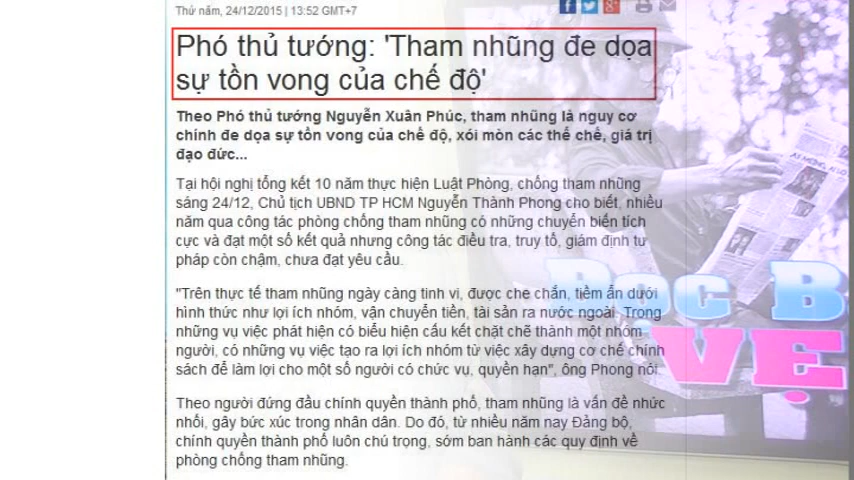 Thứ năm, 24/12/2015 | 13:52 GMT+7
Phó thủ tướng: 'Tham nhũng đe dọa
sự tồn vong của chế độ'
Theo Phó thủ tướng Nguyễn Xuân Phúc, tham nhũng là nguy cơ
chính đe dọa sự tồn vong của chế độ, xói mòn các thể chế, giá trị
đạo đức...
Tại hội nghị tổng kết 10 năm thực hiện Luật Phòng, chống tham nhũng
sáng 24/12, Chủ tịch UBND TP HCM Nguyễn Thành Phong cho biết, nhiều
năm qua công tác phòng chống tham nhũng có những chuyển biến tích
cực và đạt một số kết quả nhưng công tác điều tra, truy tố, giám định tư
pháp còn chậm, chưa đạt yêu cầu.
"Trên thực tế tham nhũng ngày càng tinh vi, được che chắn, tiềm ẩn dưới
hình thức như lợi ích nhóm, vận chuyển tiền, tài sản ra nước ngoài. Trong
những vụ việc phát hiện có biểu hiện cấu kết chặt chẽ thành một nhóm
người, có những vụ việc tạo ra lợi ích nhóm từ việc xây dựng cơ chế chính
sách để làm lợi cho một số người có chức vụ, quyền hạn", ông Phong nói.
Theo người đứng đầu chính quyền thành phố, tham nhũng là vấn đề nhức
nhối, gây bức xúc trong nhân dân. Do đó, từ nhiều năm nay Đảng bộ,
chính quyền thành phố luôn chú trọng, sớm ban hành các quy định về
phòng chống tham nhũng.
ĐỌC B
VẸ